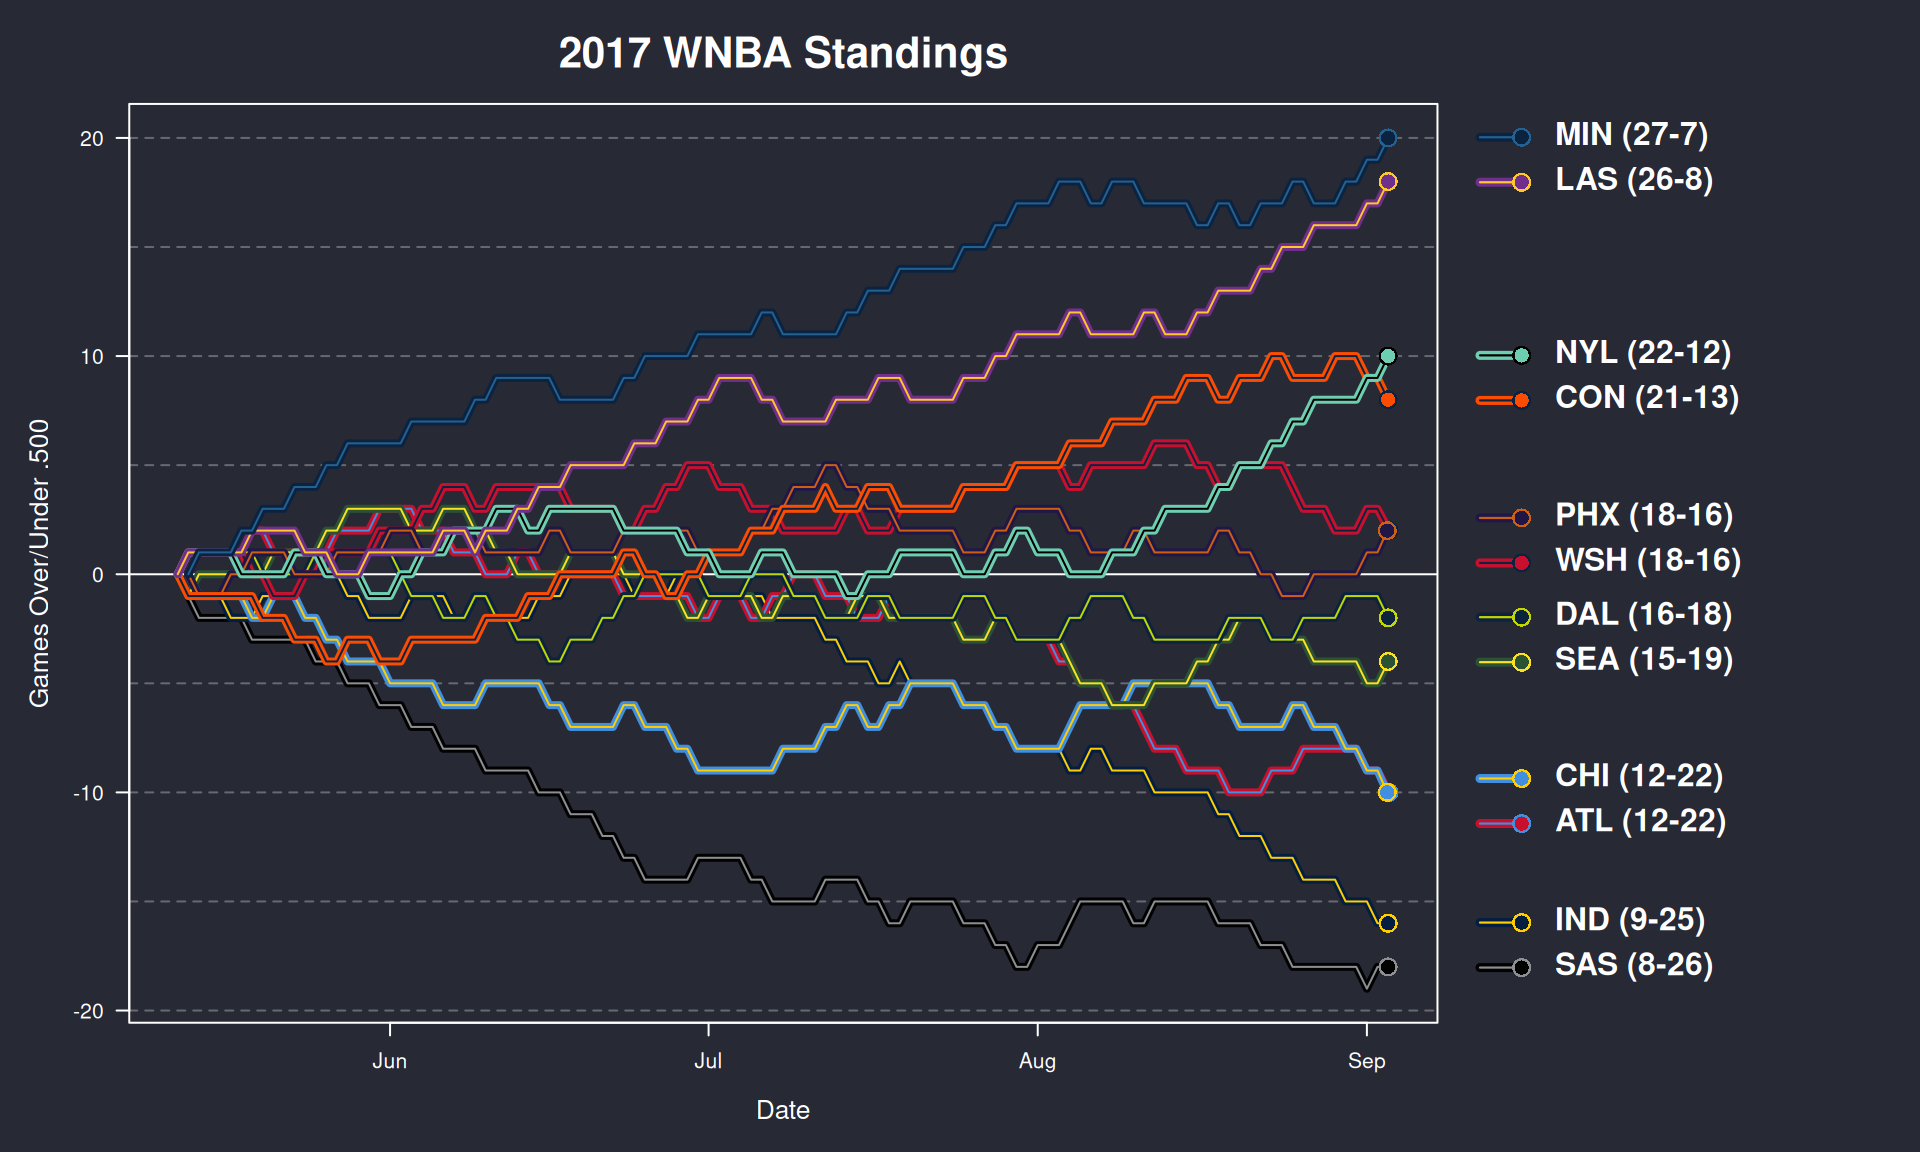 2017 WNBA Standings
Games Over/Under .500
20
10
0
-10
-20
Jun
Jul
Aug
Sep
Date
MIN (27-7)
LAS (26-8)
NYL (22-12)
CON (21-13)
PHX (18-16)
WSH (18-16)
DAL (16-18)
SEA (15-19)
CHI (12-22)
ATL (12-22)
IND (9-25)
SAS (8-26)